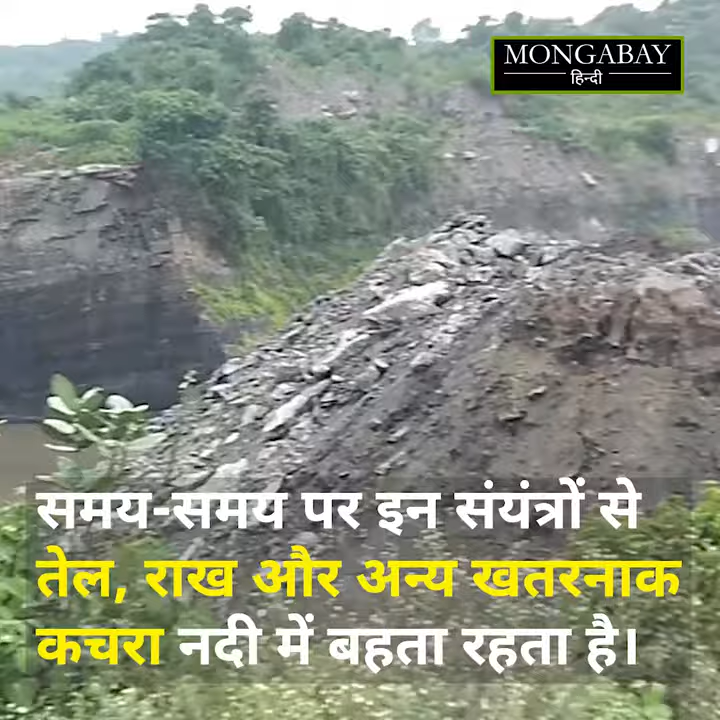 MONGABAY
हिन्दी
समय-समय पर इन संयंत्रों से
तेल, राख और अन्य खतरनाक
कचरा नदी में बहता रहता है।